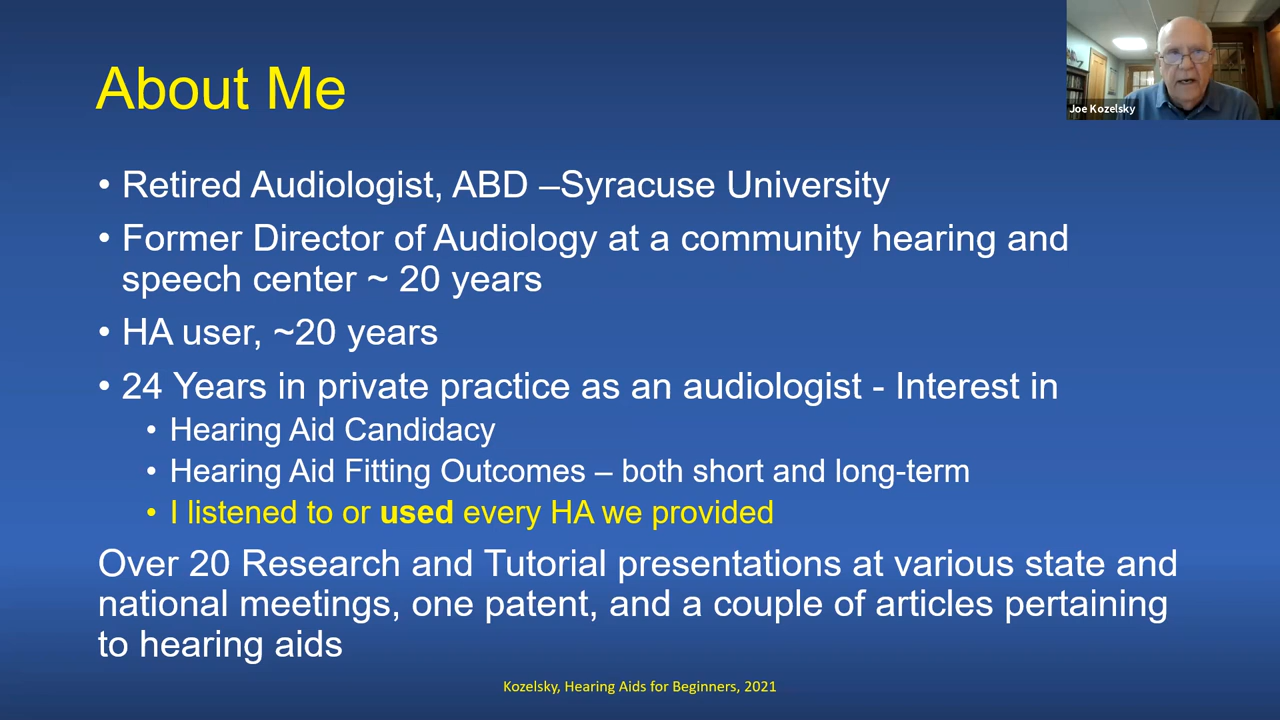 About Me
Joe Kozelsky
• Retired Audiologist, ABD –Syracuse University
• Former Director of Audiology at a community hearing and
speech center ~ 20 years
• HA user, ~20 years
• 24 Years in private practice as an audiologist - Interest in
• Hearing Aid Candidacy
• Hearing Aid Fitting Outcomes – both short and long-term
• I listened to or used every HA we provided
Over 20 Research and Tutorial presentations at various state and
national meetings, one patent, and a couple of articles pertaining
to hearing aids
Kozelsky, Hearing Aids for Beginners, 2021